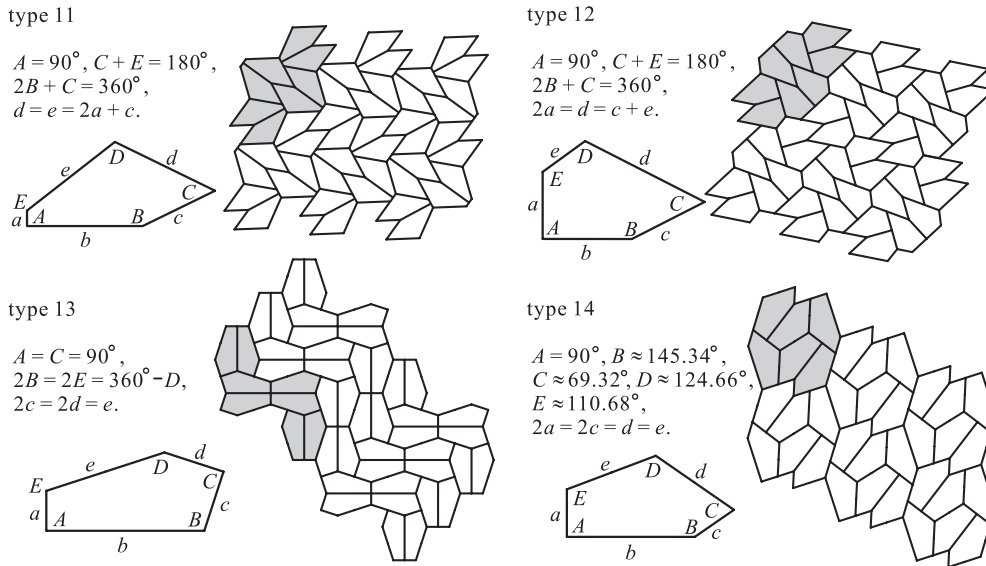 type 11
A = 90°, C + E = 180°,
2B + C = 360°,
d = e = 2a + c.
e
D
d
E
a
A
B
C
c
b
type 12
A = 90°, C + E = 180°,
2B + C = 360°,
2a = d = c + e.
e
D
d
E
a
A
B
C
c
b
type 13
A = C = 90°,
2B = 2E = 360° − D,
2c = 2d = e.
e
D
d
E
C
a
A
B
c
b
type 14
A = 90°, B ≈ 145.34°,
C ≈ 69.32°, D ≈ 124.66°,
E ≈ 110.68°,
2a = 2c = d = e.
e
D
d
E
a
A
B
C
c
b